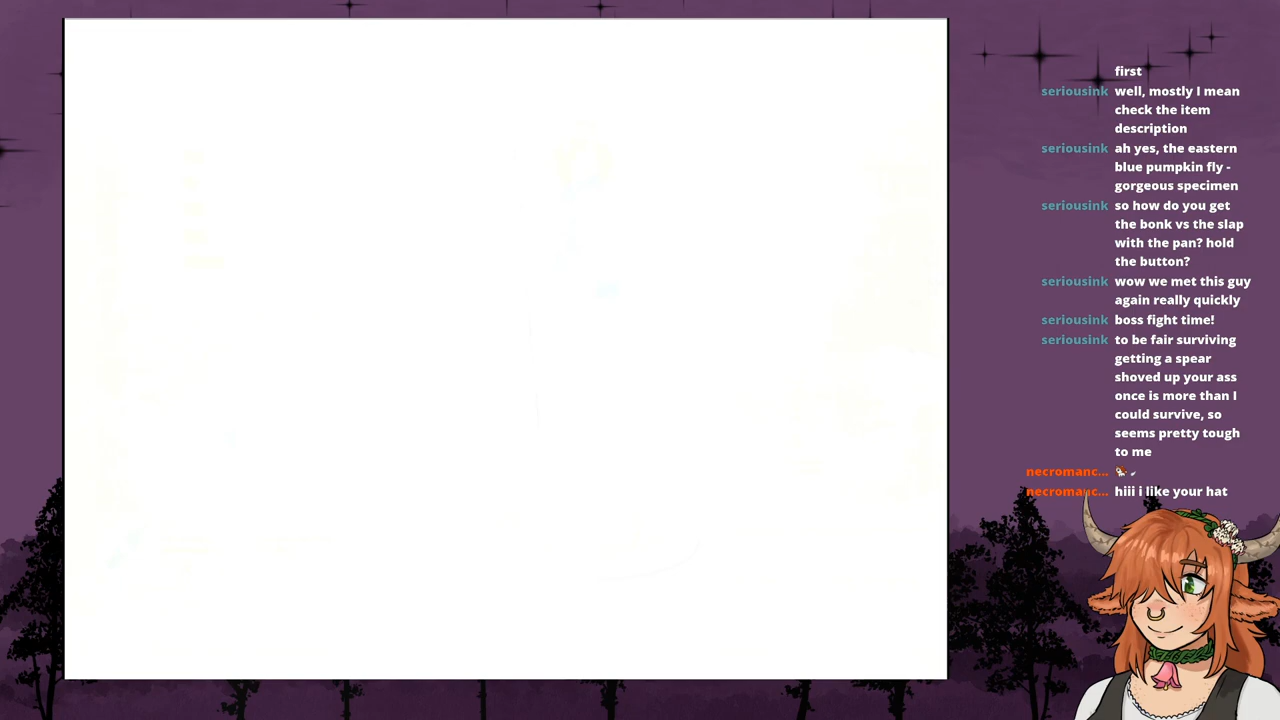 first
seriousink well, mostly I mean
check the item
description
seriousink ah yes, the eastern
blue pumpkin fly -
gorgeous specimen
seriousink so how do you get
the bonk vs the slap
with the pan? hold
the button?
seriousink wow we met this guy
again really quickly
seriousink boss fight time!
seriousink to be fair surviving
getting a spear
shoved up your ass
once is more than I
could survive, so
seems pretty tough
to me
necromanc...
necromanc... hiii i like your hat